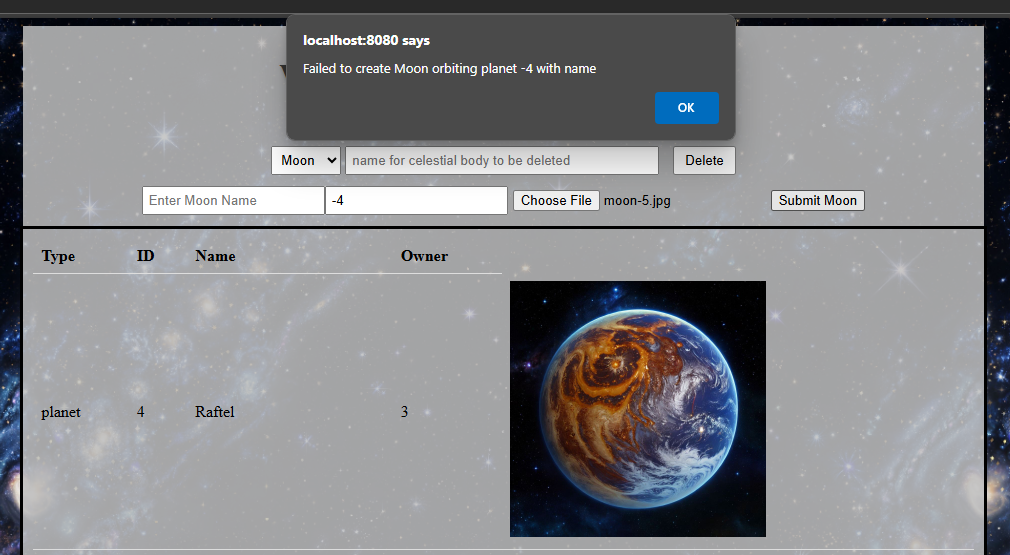 localhost:8080 says
Failed to create Moon orbiting planet -4 with name
OK
Moon name for celestial body to be deleted Delete
Enter Moon Name -4 Choose File moon-5.jpg Submit Moon
Type ID Name Owner
planet 4 Raftel 3